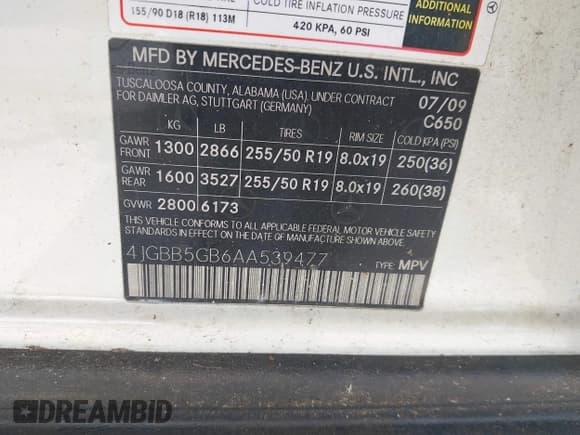 COLD TIRE INFLATION PRESSURE
155/90 D18 (R18) 113M
420 KPA, 60 PSI
ADDITIONAL
INFORMATION
MFD BY MERCEDES-BENZ U.S. INTL., INC
TUSCALOOSA COUNTY, ALABAMA (USA), UNDER CONTRACT
FOR DAIMLER AG, STUTTGART (GERMANY)
07/09
C650
KG LB TIRES RIM SIZE COLD KPA (PSI)
GAWR
FRONT 1300 2866 255/50 R19 8.0x19 250(36)
GAWR
REAR 1600 3527 255/50 R19 8.0x19 260(38)
GVWR 2800 6173
THIS VEHICLE CONFORMS TO ALL APPLICABLE FEDERAL MOTOR VEHICLE SAFETY
STANDARDS IN EFFECT ON THE DATE OF MANUFACTURE SHOWN ABOVE.
4JGBB5GB6AA539477
TYPE: MPV
DREAMBID